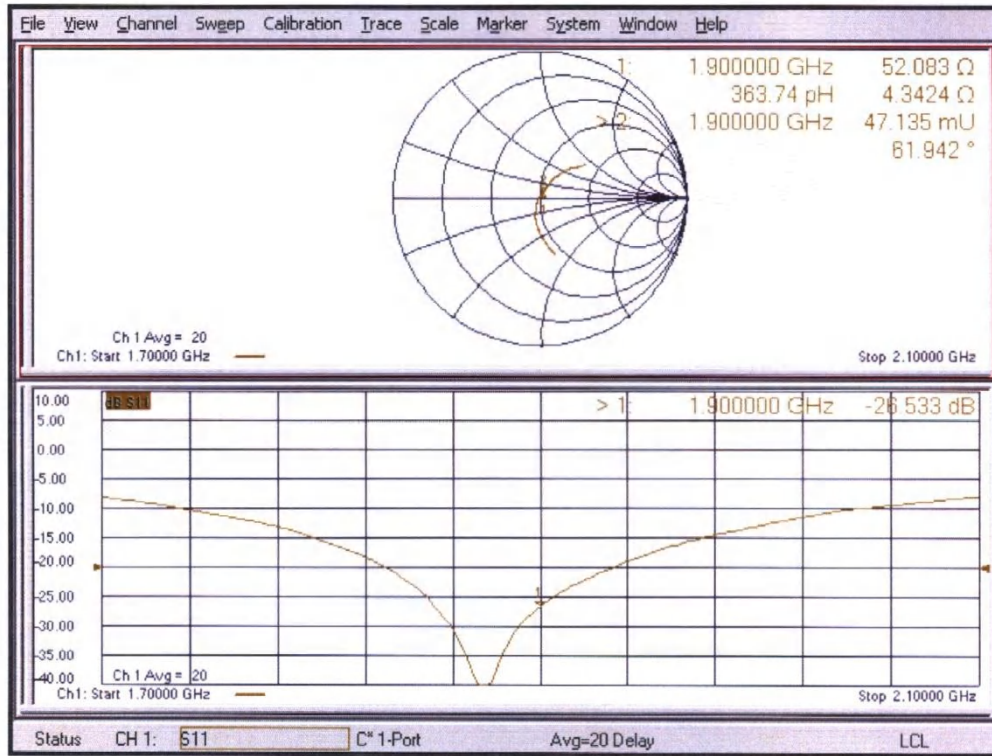 File View Channel Sweep Calibration Trace Scale Marker System Window Help
1: 1.900000 GHz 52.083 Ω
363.74 pH 4.3424 Ω
> 2: 1.900000 GHz 47.135 mU
61.942 °
Ch 1 Avg = 20
Ch1: Start 1.70000 GHz Stop 2.10000 GHz
10.00 dB S11 > 1: 1.900000 GHz -26.533 dB
5.00
0.00
-5.00
-10.00
-15.00
-20.00
-25.00 1
-30.00
-35.00
-40.00 Ch 1 Avg = 20
Ch1: Start 1.70000 GHz Stop 2.10000 GHz
Status CH 1: S11 C* 1-Port Avg=20 Delay LCL